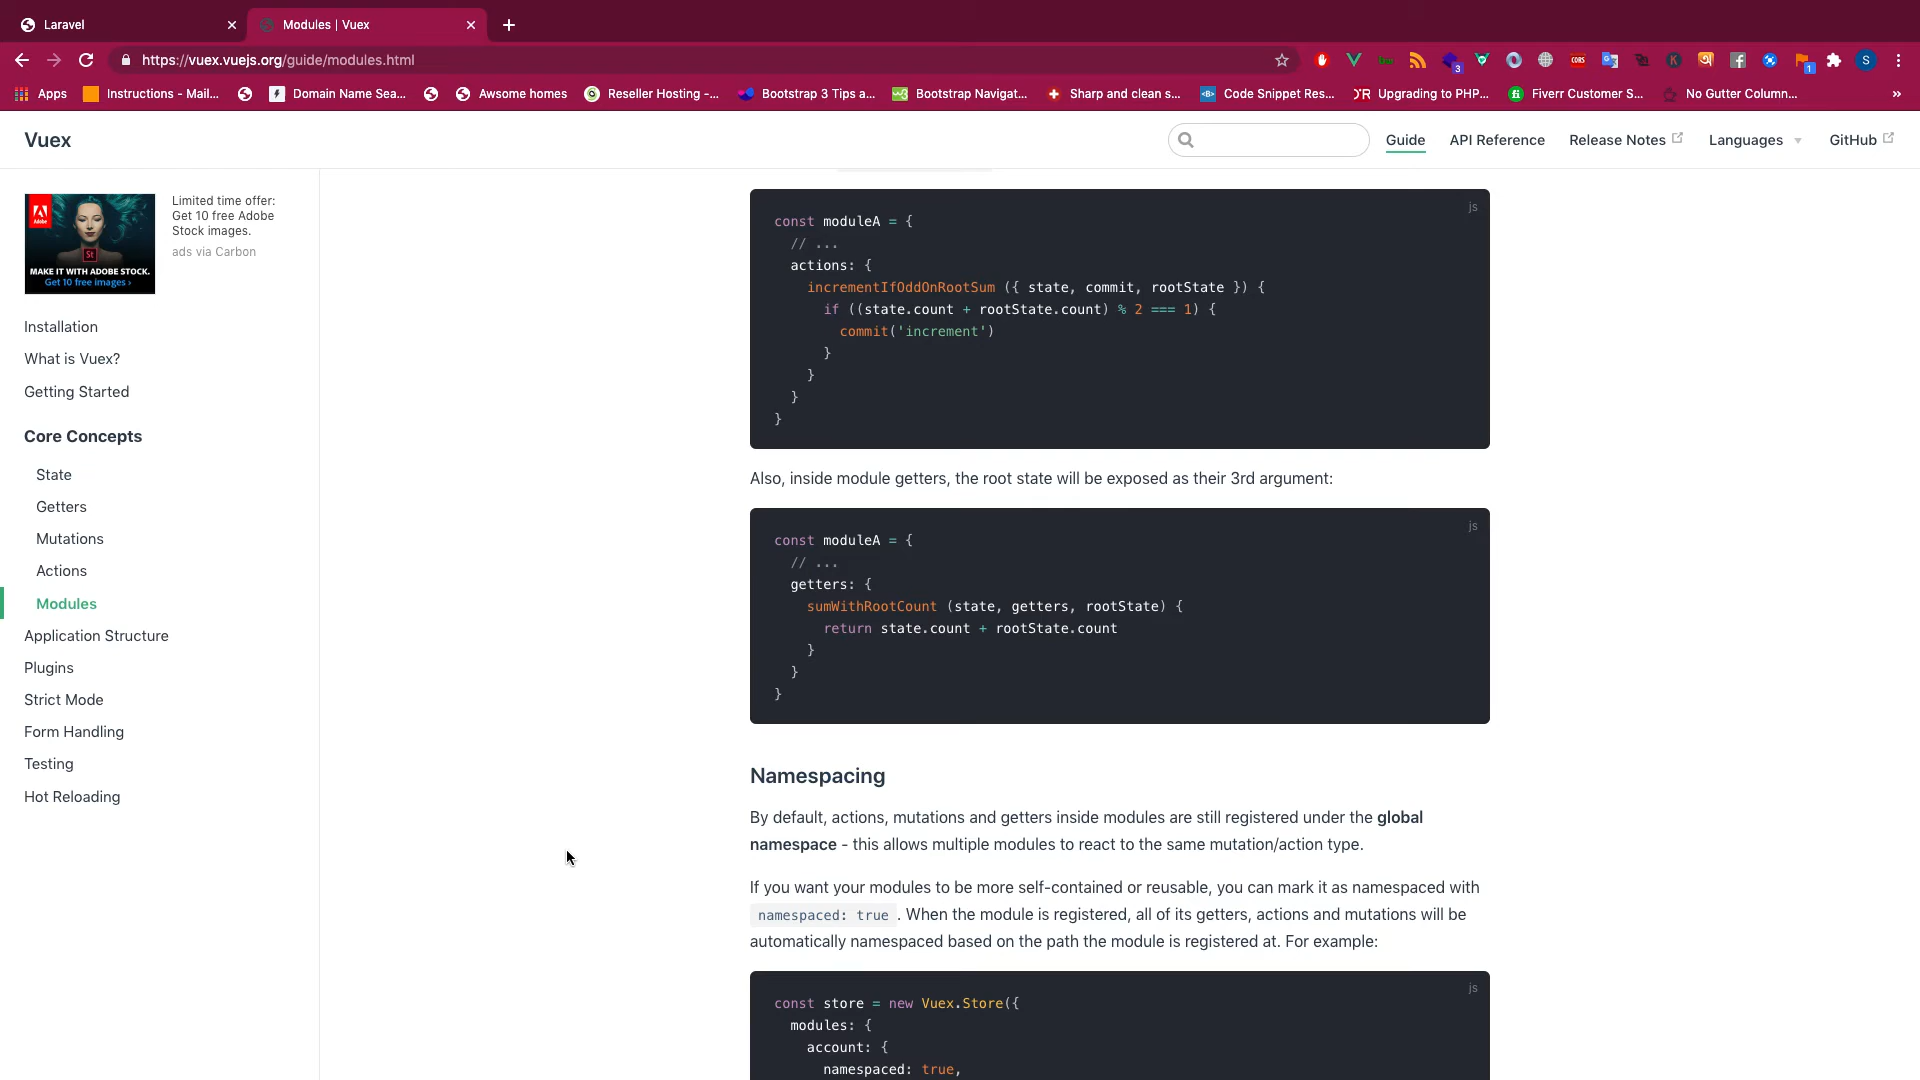 Laravel
Modules | Vuex
https://vuex.vuejs.org/guide/modules.html
3
CORS
1
S
Apps
Instructions - Mail...
Domain Name Sea...
Awsome homes
Reseller Hosting -...
Bootstrap 3 Tips a...
Bootstrap Navigat...
Sharp and clean s...
Code Snippet Res...
Upgrading to PHP...
Fiverr Customer S...
No Gutter Column...
»
Vuex
Guide
API Reference
Release Notes
Languages
GitHub
Adobe
St
MAKE IT WITH ADOBE STOCK.
Get 10 free images ›
Limited time offer:
Get 10 free Adobe
Stock images.
ads via Carbon
Installation
What is Vuex?
Getting Started
Core Concepts
State
Getters
Mutations
Actions
Modules
Application Structure
Plugins
Strict Mode
Form Handling
Testing
Hot Reloading
js
const moduleA = {
// ...
actions: {
incrementIfOddOnRootSum ({ state, commit, rootState }) {
if ((state.count + rootState.count) % 2 === 1) {
commit('increment')
}
}
}
}
Also, inside module getters, the root state will be exposed as their 3rd argument:
js
const moduleA = {
// ...
getters: {
sumWithRootCount (state, getters, rootState) {
return state.count + rootState.count
}
}
}
Namespacing
By default, actions, mutations and getters inside modules are still registered under the global
namespace - this allows multiple modules to react to the same mutation/action type.
If you want your modules to be more self-contained or reusable, you can mark it as namespaced with
namespaced: true . When the module is registered, all of its getters, actions and mutations will be
automatically namespaced based on the path the module is registered at. For example:
js
const store = new Vuex.Store({
modules: {
account: {
namespaced: true,